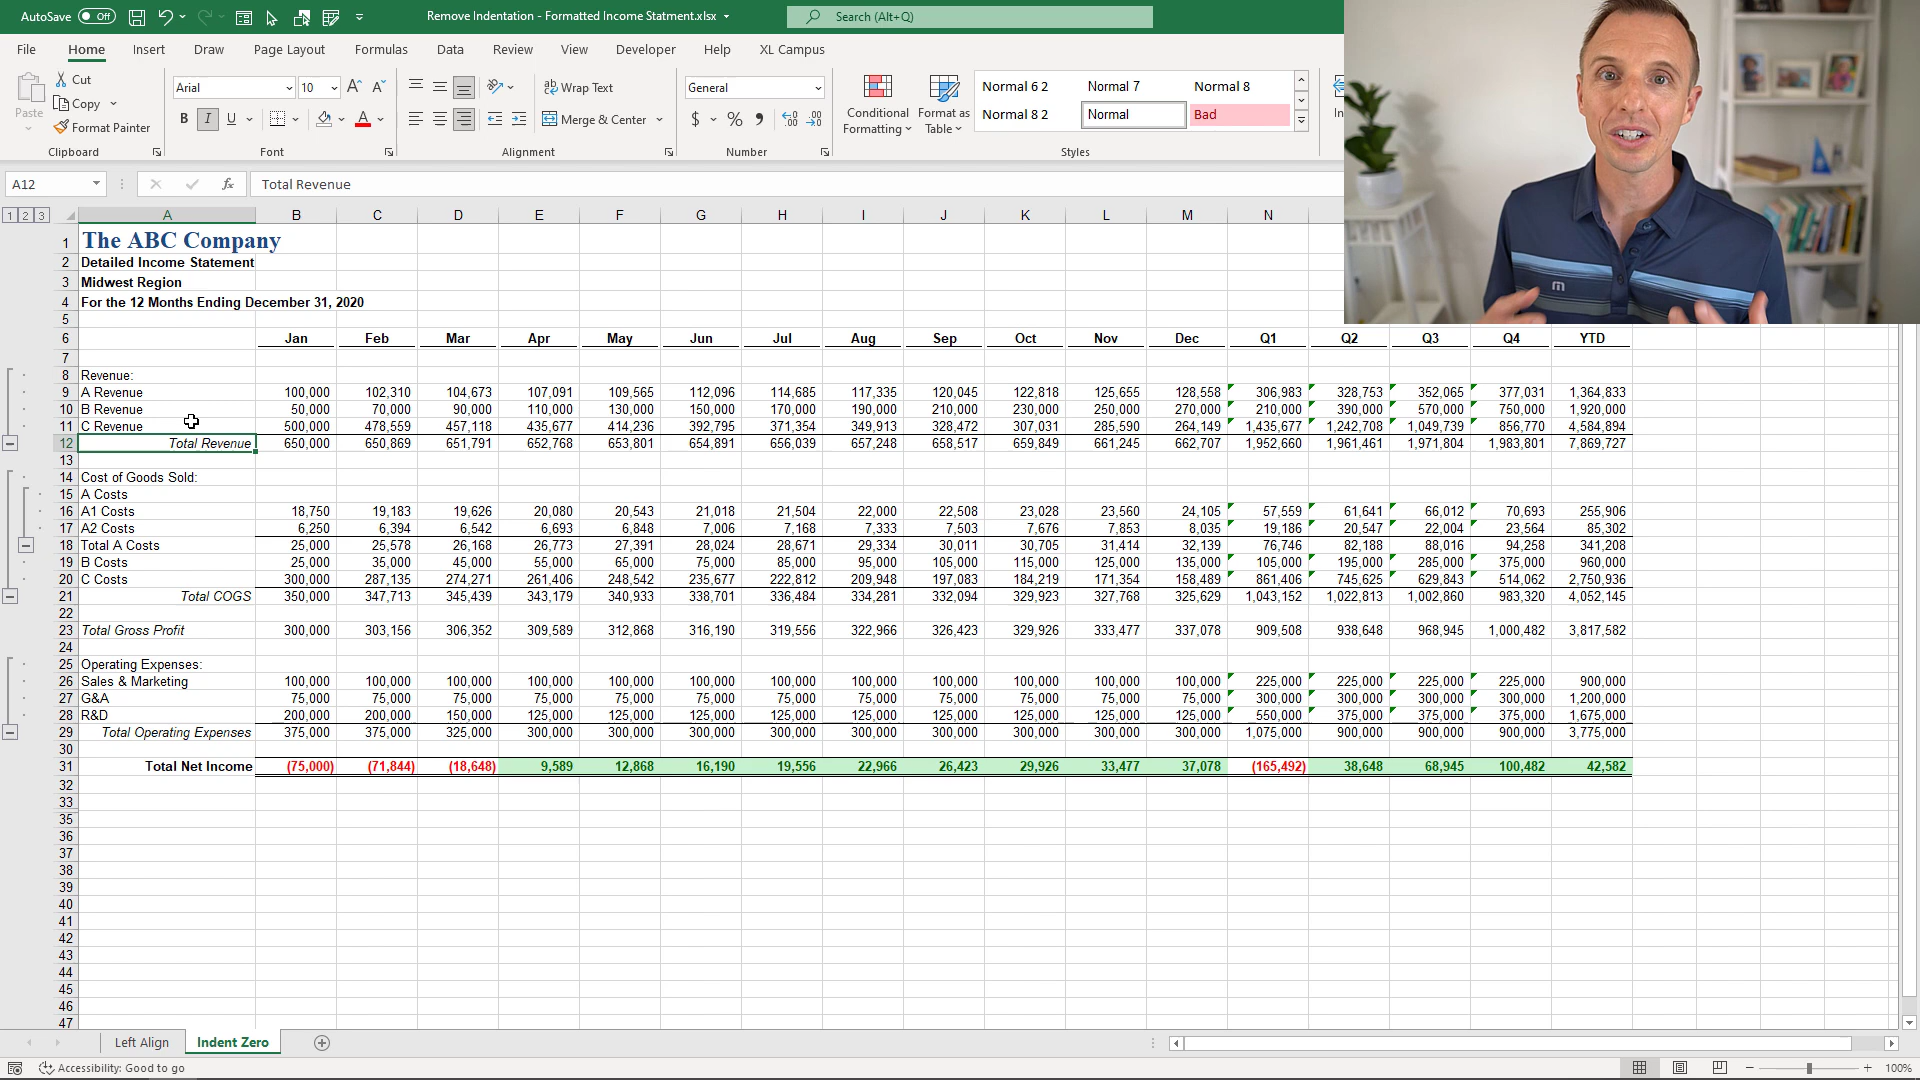 AutoSave Off Remove Indentation - Formatted Income Statment.xlsx Search (Alt+Q)
File Home Insert Draw Page Layout Formulas Data Review View Developer Help XL Campus
Paste Cut Copy Format Painter
Arial 10 A A Wrap Text General
B I U A Merge & Center $ % 9
Conditional Formatting Format as Table
Normal 6 2 Normal 7 Normal 8
Normal 8 2 Normal Bad
Clipboard Font Alignment Number Styles
A12 fx Total Revenue
1 2 3 A B C D E F G H I J K L M N
1 The ABC Company
2 Detailed Income Statement
3 Midwest Region
4 For the 12 Months Ending December 31, 2020
5
6 Jan Feb Mar Apr May Jun Jul Aug Sep Oct Nov Dec Q1 Q2 Q3 Q4 YTD
7
8 Revenue:
9 A Revenue 100,000 102,310 104,673 107,091 109,565 112,096 114,685 117,335 120,045 122,818 125,655 128,558 306,983 328,753 352,065 377,031 1,364,833
10 B Revenue 50,000 70,000 90,000 110,000 130,000 150,000 170,000 190,000 210,000 230,000 250,000 270,000 210,000 390,000 570,000 750,000 1,920,000
11 C Revenue 500,000 478,559 457,118 435,677 414,236 392,795 371,354 349,913 328,472 307,031 285,590 264,149 1,435,677 1,242,708 1,049,739 856,770 4,584,894
12 Total Revenue 650,000 650,869 651,791 652,768 653,801 654,891 656,039 657,248 658,517 659,849 661,245 662,707 1,952,660 1,961,461 1,971,804 1,983,801 7,869,727
13
14 Cost of Goods Sold:
15 A Costs
16 A1 Costs 18,750 19,183 19,626 20,080 20,543 21,018 21,504 22,000 22,508 23,028 23,560 24,105 57,559 61,641 66,012 70,693 255,906
17 A2 Costs 6,250 6,394 6,542 6,693 6,848 7,006 7,168 7,333 7,503 7,676 7,853 8,035 19,186 20,547 22,004 23,564 85,302
18 Total A Costs 25,000 25,578 26,168 26,773 27,391 28,024 28,671 29,334 30,011 30,705 31,414 32,139 76,746 82,188 88,016 94,258 341,208
19 B Costs 25,000 35,000 45,000 55,000 65,000 75,000 85,000 95,000 105,000 115,000 125,000 135,000 105,000 195,000 285,000 375,000 960,000
20 C Costs 300,000 287,135 274,271 261,406 248,542 235,677 222,812 209,948 197,083 184,219 171,354 158,489 861,406 745,625 629,843 514,062 2,750,936
21 Total COGS 350,000 347,713 345,439 343,179 340,933 338,701 336,484 334,281 332,094 329,923 327,768 325,629 1,043,152 1,022,813 1,002,860 983,320 4,052,145
22
23 Total Gross Profit 300,000 303,156 306,352 309,589 312,868 316,190 319,556 322,966 326,423 329,926 333,477 337,078 909,508 938,648 968,945 1,000,482 3,817,582
24
25 Operating Expenses:
26 Sales & Marketing 100,000 100,000 100,000 100,000 100,000 100,000 100,000 100,000 100,000 100,000 100,000 100,000 225,000 225,000 225,000 225,000 900,000
27 G&A 75,000 75,000 75,000 75,000 75,000 75,000 75,000 75,000 75,000 75,000 75,000 75,000 300,000 300,000 300,000 300,000 1,200,000
28 R&D 200,000 200,000 150,000 125,000 125,000 125,000 125,000 125,000 125,000 125,000 125,000 125,000 550,000 375,000 375,000 375,000 1,675,000
29 Total Operating Expenses 375,000 375,000 325,000 300,000 300,000 300,000 300,000 300,000 300,000 300,000 300,000 300,000 1,075,000 900,000 900,000 900,000 3,775,000
30
31 Total Net Income (75,000) (71,844) (18,648) 9,589 12,868 16,190 19,556 22,966 26,423 29,926 33,477 37,078 (165,492) 38,648 68,945 100,482 42,582
32
33
35
36
37
38
39
40
41
42
43
44
45
46
47
Left Align Indent Zero
Accessibility: Good to go 100%